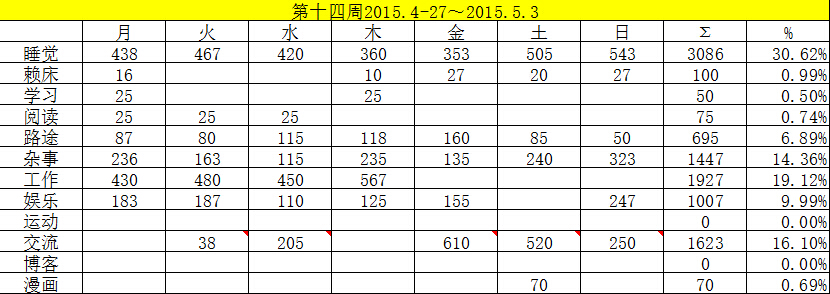 第十四周2015.4-27～2015.5.3
月 火 水 木 金 土 日 Σ %
睡觉 438 467 420 360 353 505 543 3086 30.62%
赖床 16 10 27 20 27 100 0.99%
学习 25 25 50 0.50%
阅读 25 25 25 75 0.74%
路途 87 80 115 118 160 85 50 695 6.89%
杂事 236 163 115 235 135 240 323 1447 14.36%
工作 430 480 450 567 1927 19.12%
娱乐 183 187 110 125 155 247 1007 9.99%
运动 0 0.00%
交流 38 205 610 520 250 1623 16.10%
博客 0 0.00%
漫画 70 70 0.69%